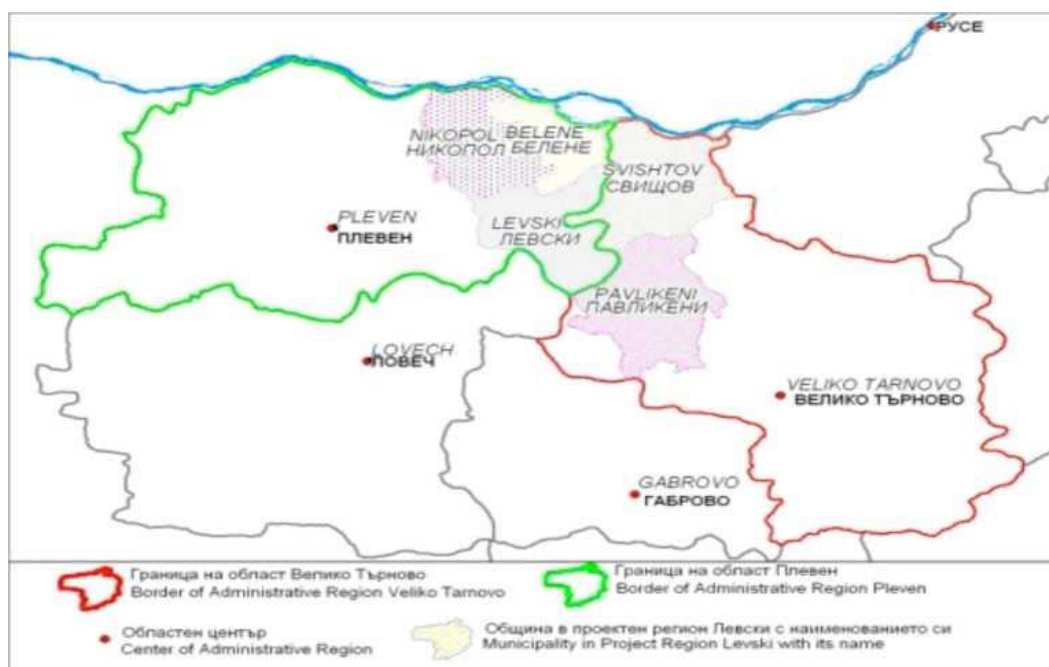 РУСЕ
NIKOPOL
НИКОПОЛ
BELENE
БЕЛЕНЕ
SVISHTOV
СВИЩОВ
PLEVEN
ПЛЕВЕН
LEVSKI
ЛЕВСКИ
PAVLIKENI
ПАВЛИКЕНИ
LOVECH
ЛОВЕЧ
VELIKO TARNOVO
ВЕЛИКО ТЪРНОВО
GABROVO
ГАБРОВО
Граница на област Велико Търново
Border of Administrative Region Veliko Tarnovo
Граница на област Плевен
Border of Administrative Region Pleven
Областен център
Center of Administrative Region
Община в проектен регион Левски с наименованието си
Municipality in Project Region Levski with its name